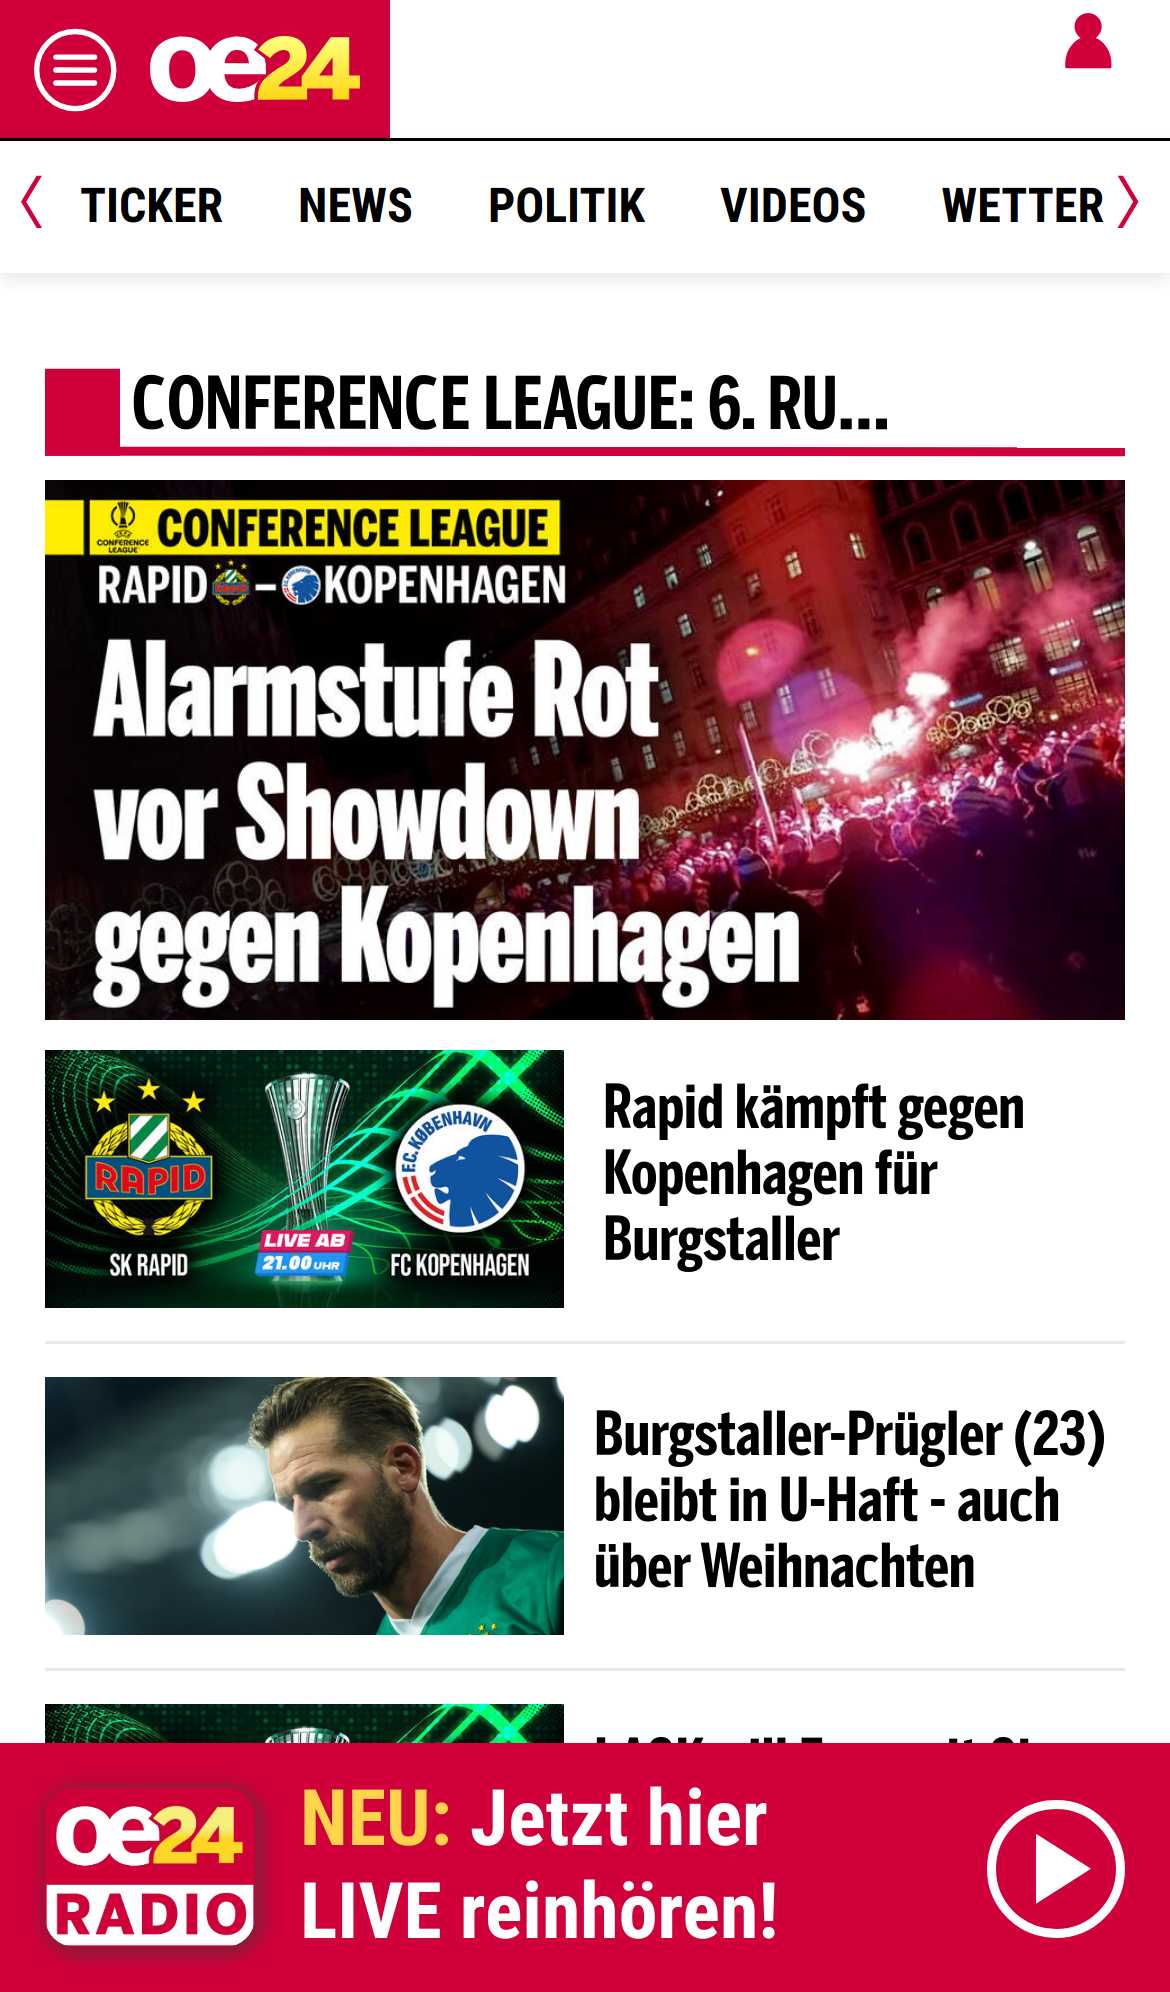 oe24
TICKER
NEWS
POLITIK
VIDEOS
WETTER
CONFERENCE LEAGUE: 6. RU...
CONFERENCE LEAGUE
CONFERENCE LEAGUE
RAPID – KOPENHAGEN
Alarmstufe Rot
vor Showdown
gegen Kopenhagen
RAPID
F.C. KØBENHAVN
LIVE AB
21.00 UHR
SK RAPID
FC KOPENHAGEN
Rapid kämpft gegen
Kopenhagen für
Burgstaller
Burgstaller-Prügler (23)
bleibt in U-Haft - auch
über Weihnachten
oe24
RADIO
NEU: Jetzt hier
LIVE reinhören!